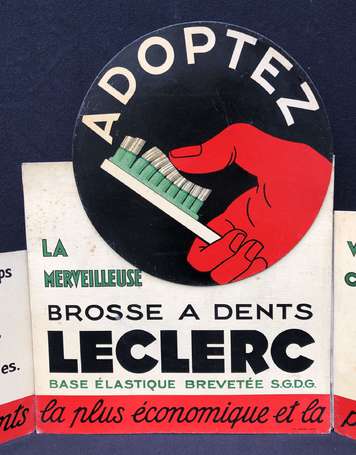 ADOPTEZ
LA
MERVEILLEUSE
BROSSE A DENTS
LECLERC
BASE ÉLASTIQUE BREVETÉE S.G.D.G.
la plus économique et la